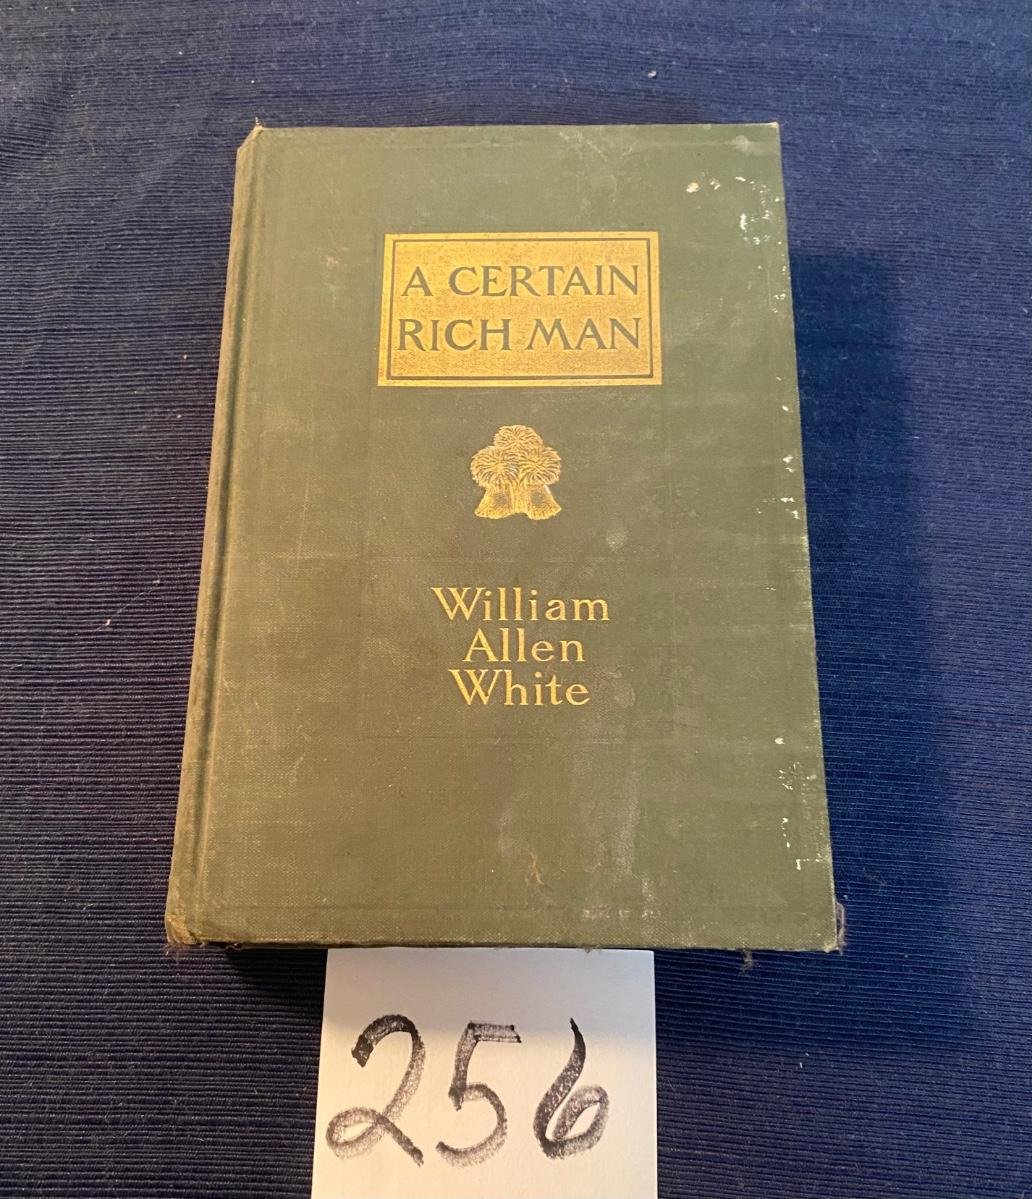 A CERTAIN
RICH MAN
William
Allen
White
256